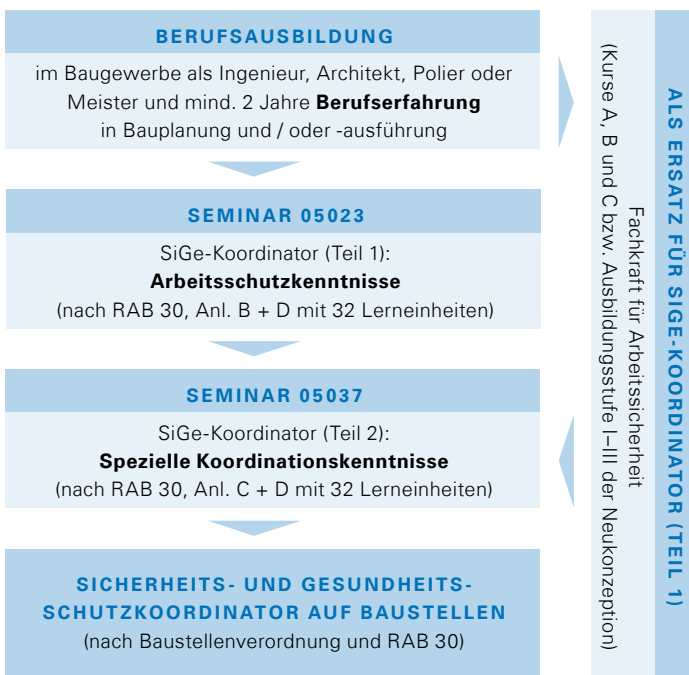 BERUFSAUSBILDUNG
im Baugewerbe als Ingenieur, Architekt, Polier oder
Meister und mind. 2 Jahre Berufserfahrung
in Bauplanung und / oder -ausführung
SEMINAR 05023
SiGe-Koordinator (Teil 1):
Arbeitsschutzkenntnisse
(nach RAB 30, Anl. B + D mit 32 Lerneinheiten)
SEMINAR 05037
SiGe-Koordinator (Teil 2):
Spezielle Koordinationskenntnisse
(nach RAB 30, Anl. C + D mit 32 Lerneinheiten)
SICHERHEITS- UND GESUNDHEITS-
SCHUTZKOORDINATOR AUF BAUSTELLEN
(nach Baustellenverordnung und RAB 30)
ALS ERSATZ FÜR SIGE-KOORDINATOR (TEIL 1)
Fachkraft für Arbeitssicherheit
(Kurse A, B und C bzw. Ausbildungsstufe I–III der Neukonzeption)